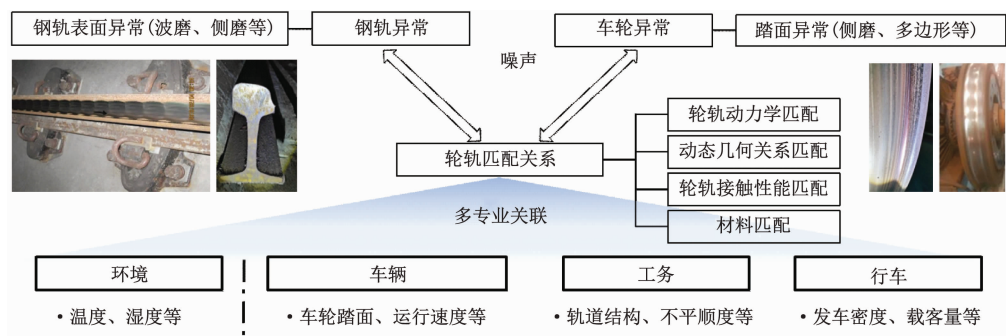 钢轨表面异常(波磨、侧磨等)
钢轨异常
车轮异常
踏面异常(侧磨、多边形等)
噪声
轮轨匹配关系
轮轨动力学匹配
动态几何关系匹配
轮轨接触性能匹配
材料匹配
多专业关联
环境
车辆
工务
行车
·温度、湿度等
·车轮踏面、运行速度等
·轨道结构、不平顺度等
·发车密度、载客量等